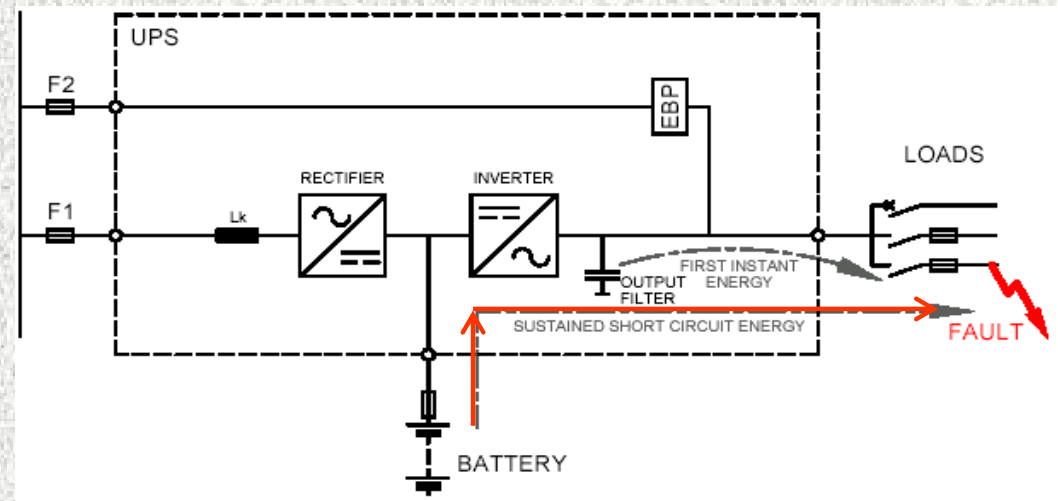 UPS
F2
EBP
LOADS
RECTIFIER
INVERTER
F1
Lk
FIRST INSTANT
ENERGY
OUTPUT
FILTER
SUSTAINED SHORT CIRCUIT ENERGY
FAULT
BATTERY